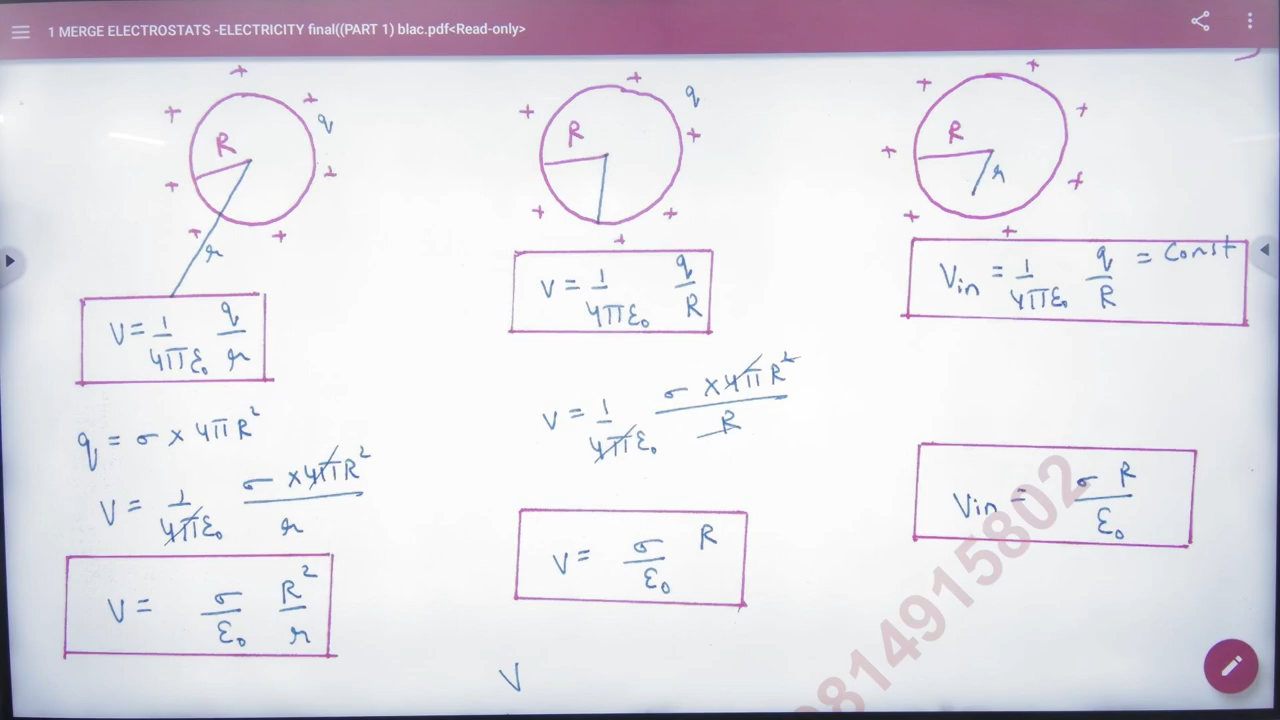 1 MERGE ELECTROSTATS -ELECTRICITY final((PART 1) blac.pdf<Read-only>
R
q
r
V = 1/4πε₀ q/r
q = σ × 4πR²
V = 1/4πε₀ σ × 4πR²/r
V = σ/ε₀ R²/r
R
q
V = 1/4πε₀ q/R
V = 1/4πε₀ σ × 4πR²/R
V = σ/ε₀ R
V
R
r
Vin = 1/4πε₀ q/R = Const
Vin = σ R/ε₀
9814915802